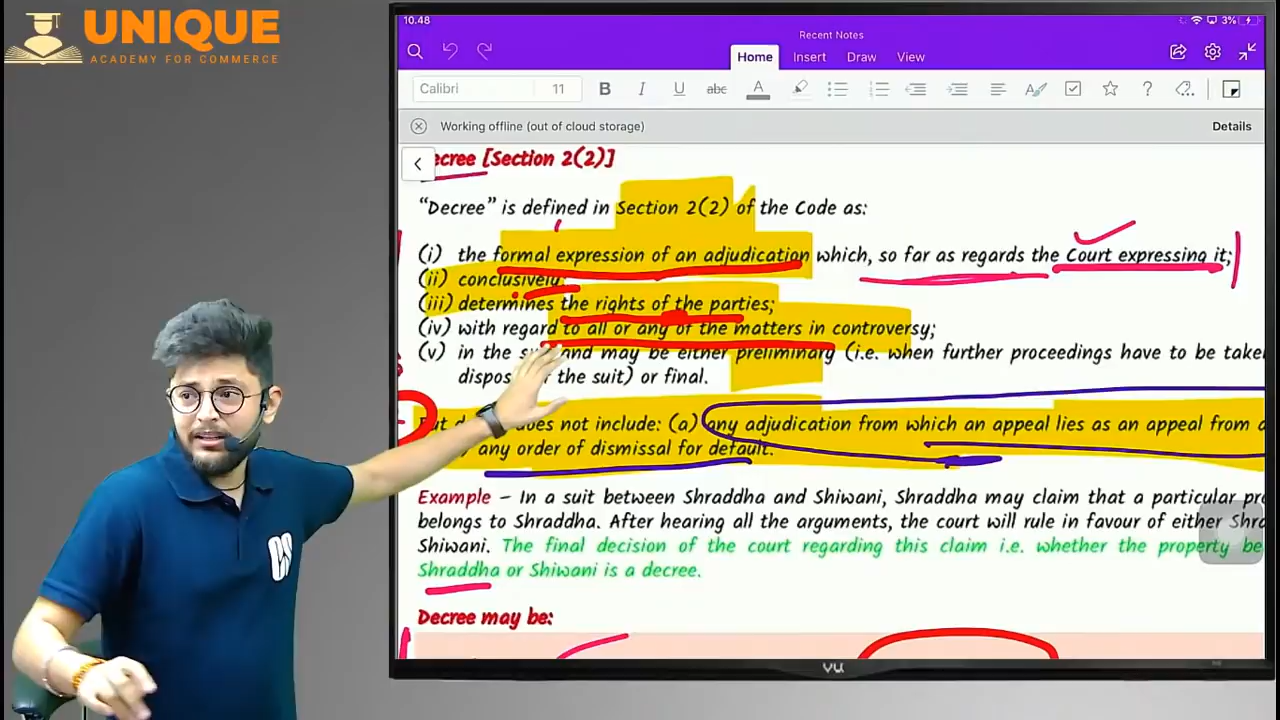 UNIQUE
ACADEMY FOR COMMERCE
10.48
3%
Recent Notes
Home Insert Draw View
Calibri 11 B I U abc A
Working offline (out of cloud storage) Details
ecree [Section 2(2)]
“Decree” is defined in Section 2(2) of the Code as:
(i) the formal expression of an adjudication which, so far as regards the Court expressing it;
(ii) conclusively
(iii) determines the rights of the parties;
(iv) with regard to all or any of the matters in controversy;
(v) in the and may be either preliminary (i.e. when further proceedings have to be take
the suit) or final.
does not include: (a) any adjudication from which an appeal lies as an appeal from
any order of dismissal for default.
Example – In a suit between Shraddha and Shiwani, Shraddha may claim that a particular pr
belongs to Shraddha. After hearing all the arguments, the court will rule in favour of either Shr
Shiwani. The final decision of the court regarding this claim i.e. whether the property be
Shraddha or Shiwani is a decree.
Decree may be:
VU